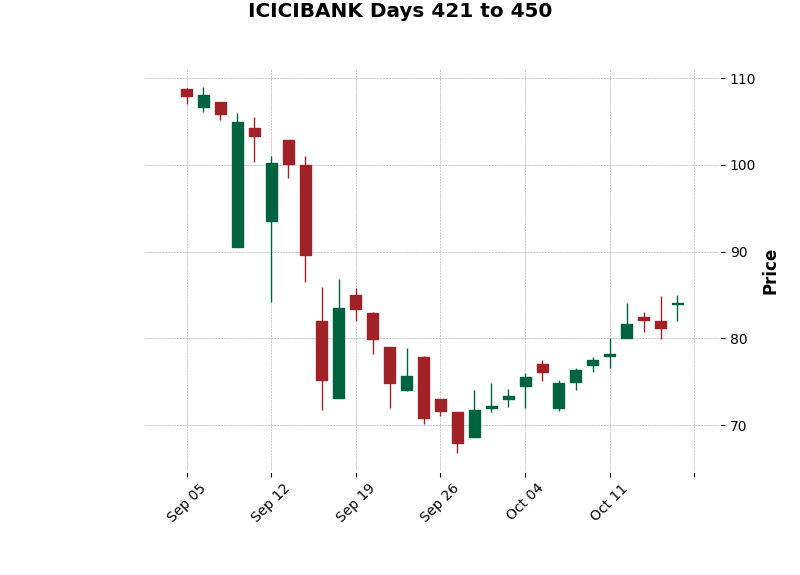 ICICIBANK Days 421 to 450
110
100
90
80
70
Price
Sep 05
Sep 12
Sep 19
Sep 26
Oct 04
Oct 11